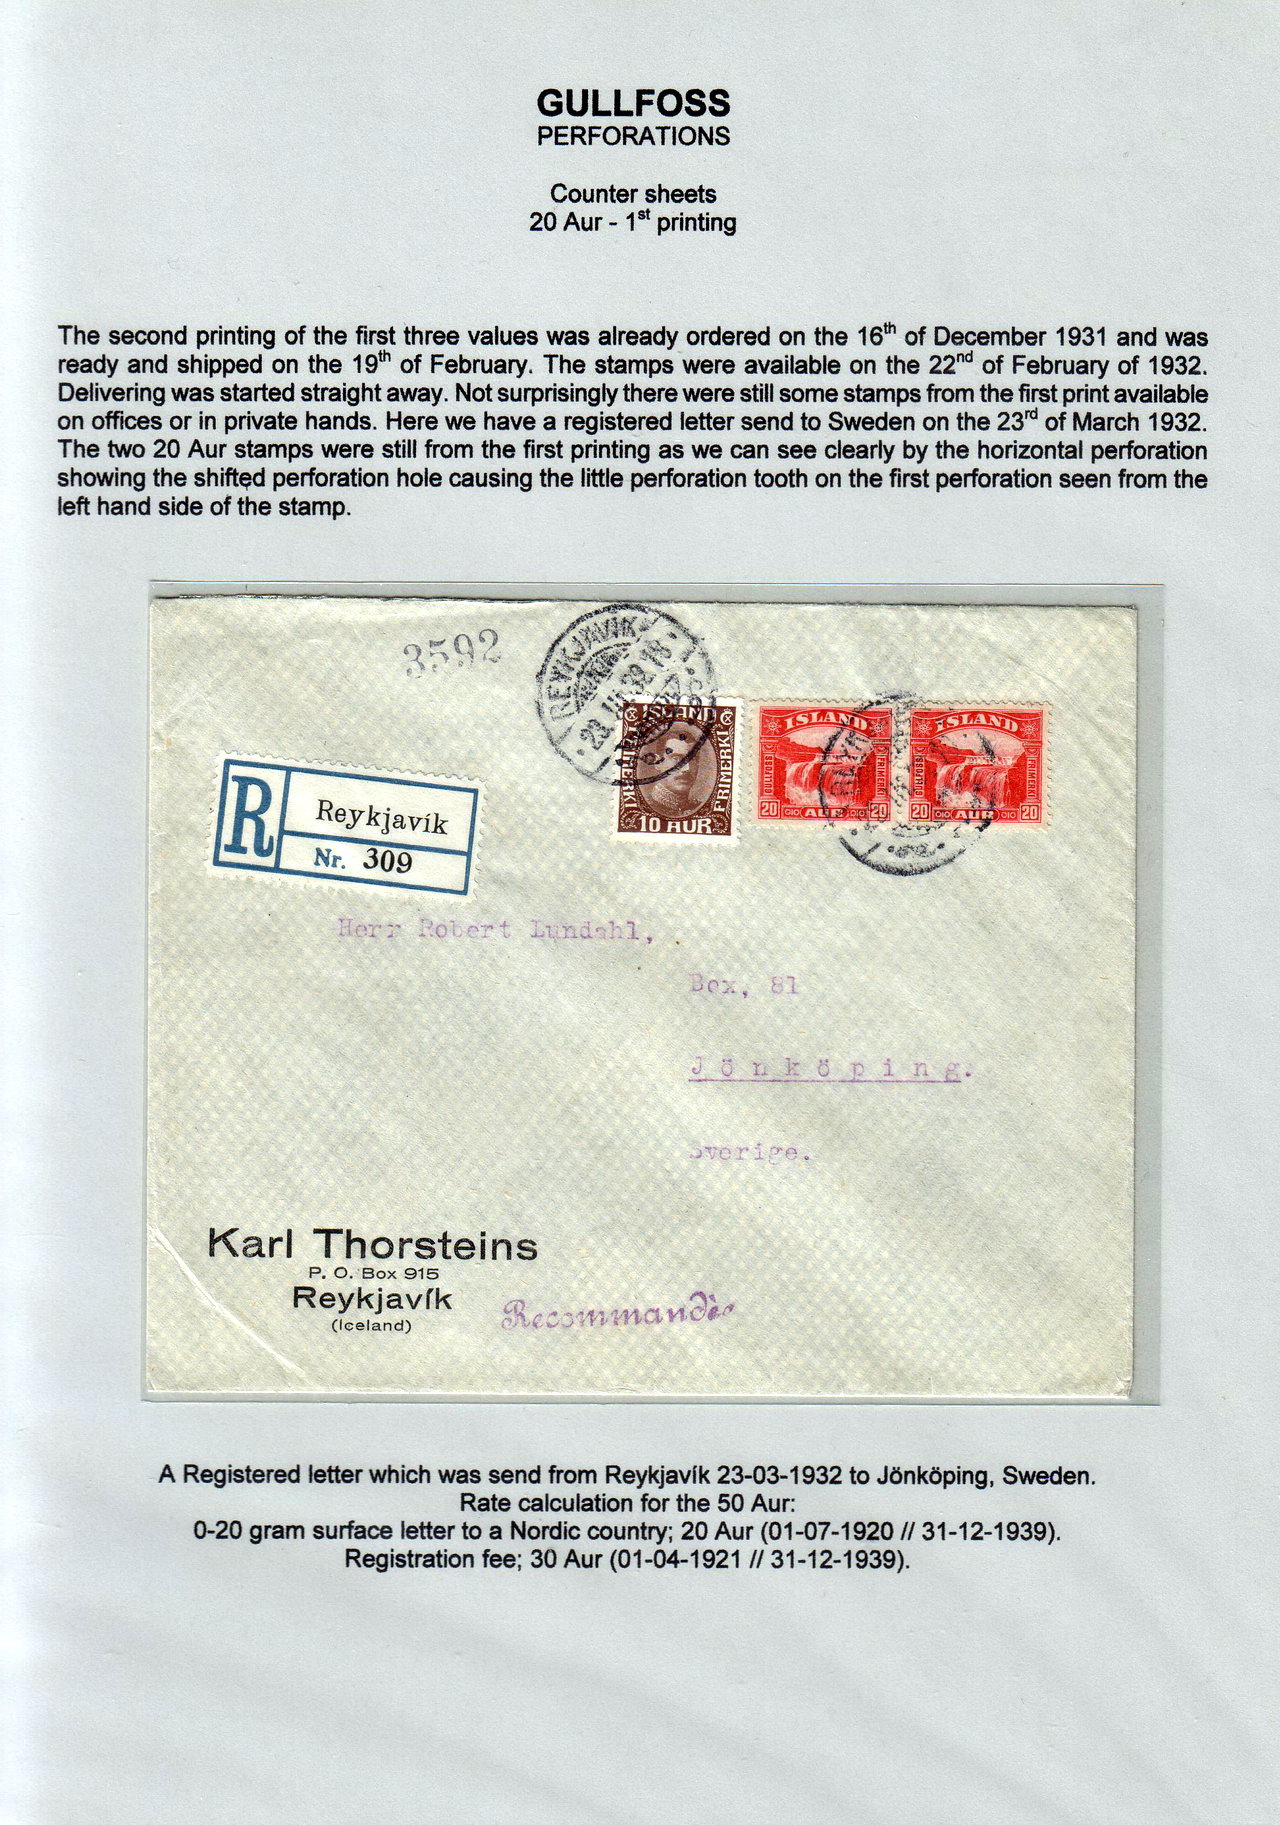 GULLFOSS
PERFORATIONS
Counter sheets
20 Aur - 1st printing
The second printing of the first three values was already ordered on the 16th of December 1931 and was
ready and shipped on the 19th of February. The stamps were available on the 22nd of February of 1932.
Delivering was started straight away. Not surprisingly there were still some stamps from the first print available
on offices or in private hands. Here we have a registered letter send to Sweden on the 23rd of March 1932.
The two 20 Aur stamps were still from the first printing as we can see clearly by the horizontal perforation
showing the shifted perforation hole causing the little perforation tooth on the first perforation seen from the
left hand side of the stamp.
3592
REYKJAVÍK
ÍSLAND
FRIMERKI
10 AUR
ISLAND
GULLFOSS
FRIMERKI
20 AUR 20
ISLAND
GULLFOSS
FRIMERKI
20 AUR 20
R
Reykjavík
Nr. 309
Herr Robert Lundahl,
Box, 81
Jönköping.
Sverige.
Karl Thorsteins
P. O. Box 915
Reykjavík
(Iceland)
Recommandée
A Registered letter which was send from Reykjavík 23-03-1932 to Jönköping, Sweden.
Rate calculation for the 50 Aur:
0-20 gram surface letter to a Nordic country; 20 Aur (01-07-1920 // 31-12-1939).
Registration fee; 30 Aur (01-04-1921 // 31-12-1939).